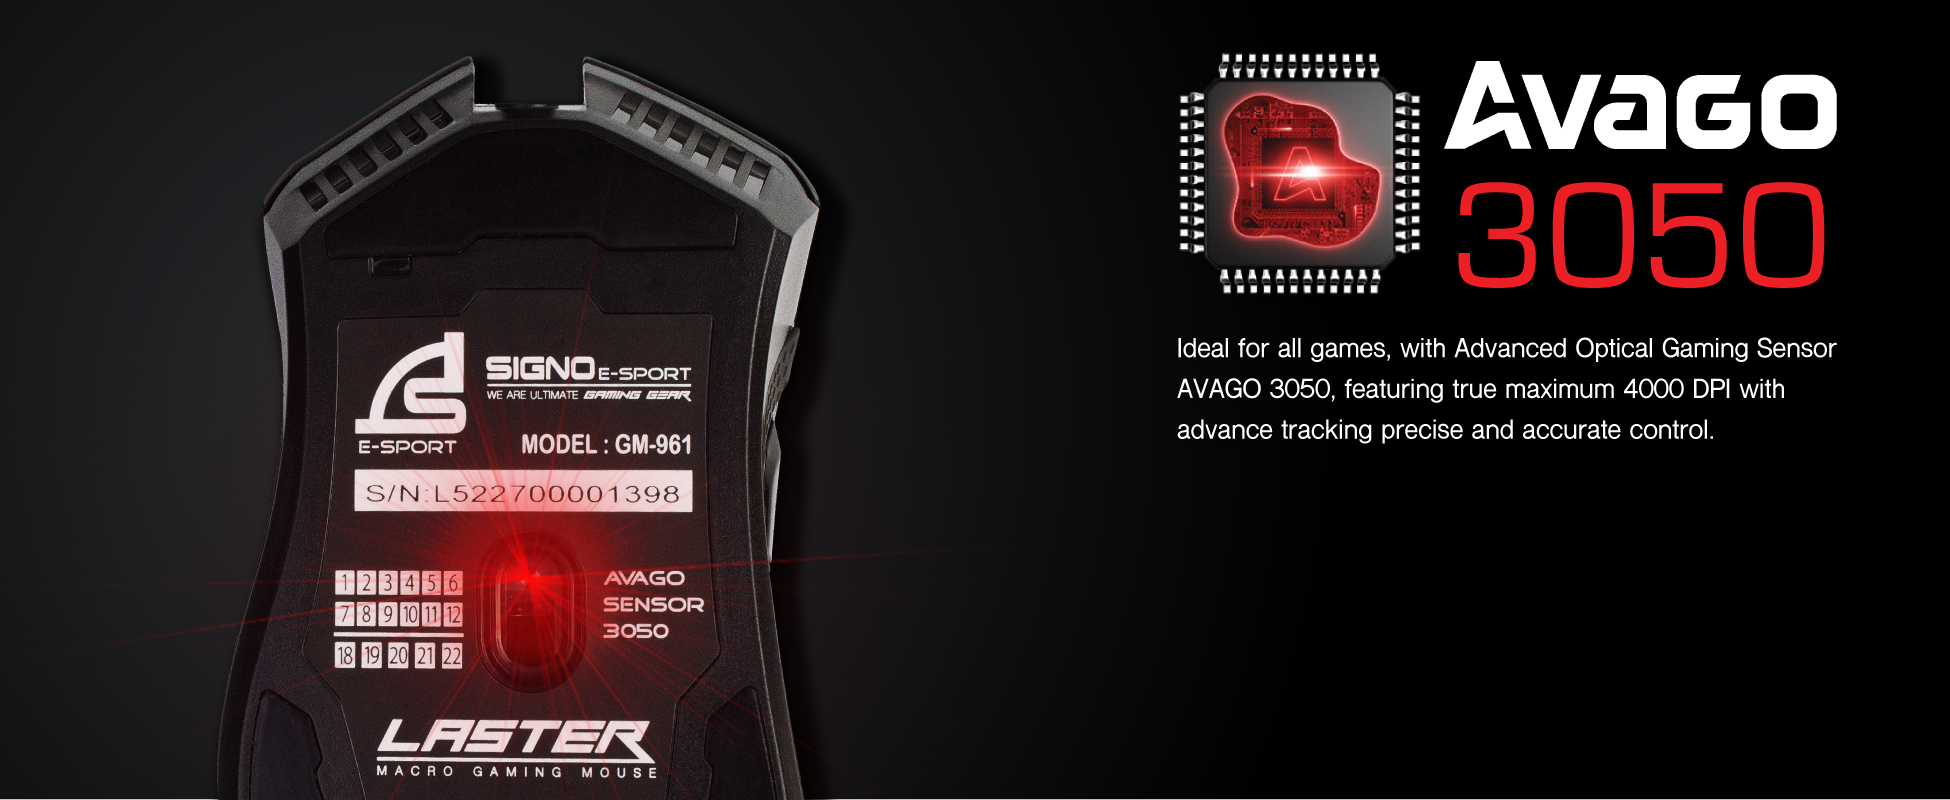 SIGNO E-SPORT
WE ARE ULTIMATE GAMING GEAR
E-SPORT
MODEL : GM-961
S/N:L522700001398
1 2 3 4 5 6
7 8 9 10 11 12
18 19 20 21 22
AVAGO
SENSOR
3050
LASTER
MACRO GAMING MOUSE
AVAGO
3050
Ideal for all games, with Advanced Optical Gaming Sensor
AVAGO 3050, featuring true maximum 4000 DPI with
advance tracking precise and accurate control.